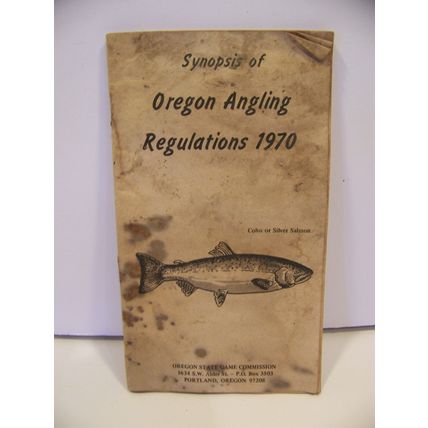 Synopsis of
Oregon Angling
Regulations 1970
Coho or Silver Salmon
OREGON STATE GAME COMMISSION
1634 S.W. Alder St. – P.O. Box 3503
PORTLAND, OREGON 97208